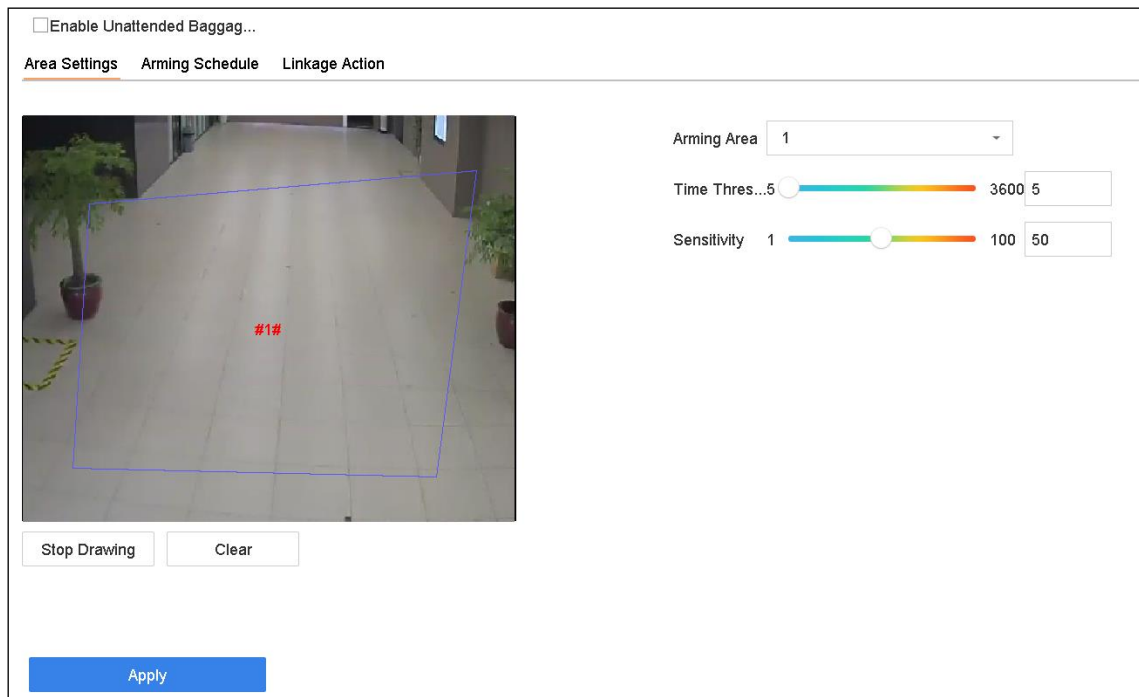 Enable Unattended Baggag...
Area Settings Arming Schedule Linkage Action
Arming Area 1
Time Thres...5 3600 5
Sensitivity 1 100 50
#1#
Stop Drawing Clear
Apply